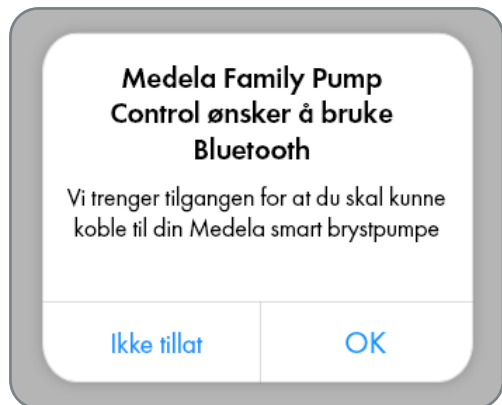 Medela Family Pump
Control ønsker å bruke
Bluetooth
Vi trenger tilgangen for at du skal kunne
koble til din Medela smart brystpumpe
Ikke tillat
OK